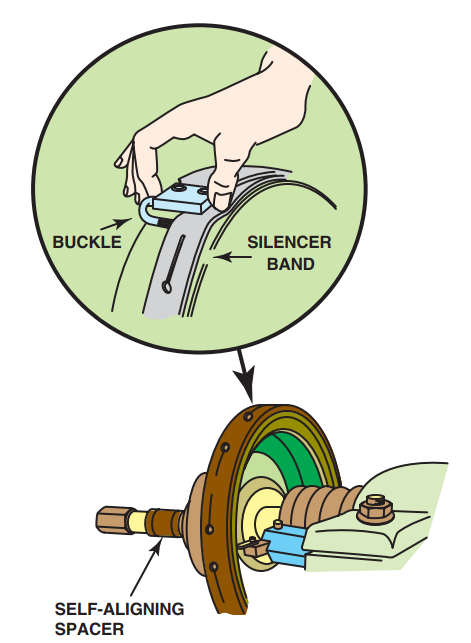 BUCKLE
SILENCER
BAND
SELF-ALIGNING
SPACER